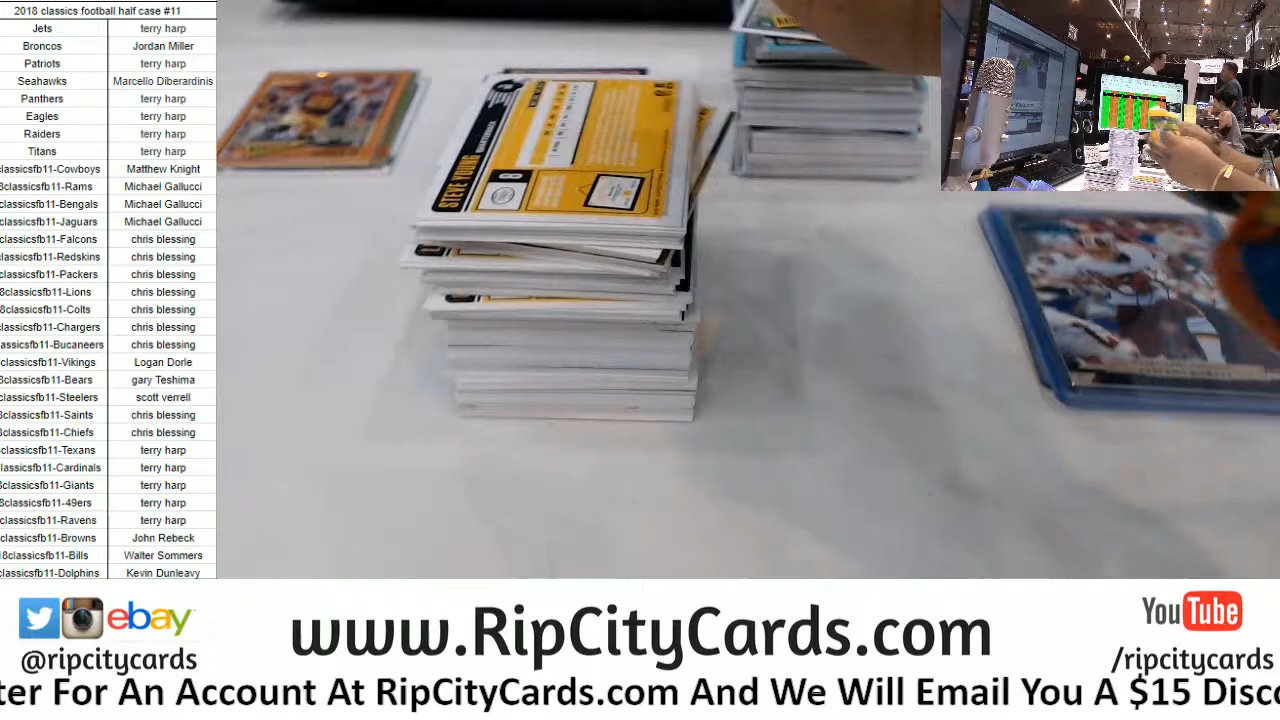 2018 classics football half case #11
Jets terry harp
Broncos Jordan Miller
Patriots terry harp
Seahawks Marcello Diberardinis
Panthers terry harp
Eagles terry harp
Raiders terry harp
Titans terry harp
classicsfb11-Cowboys Matthew Knight
8classicsfb11-Rams Michael Gallucci
classicsfb11-Bengals Michael Gallucci
classicsfb11-Jaguars Michael Gallucci
classicsfb11-Falcons chris blessing
classicsfb11-Redskins chris blessing
classicsfb11-Packers chris blessing
8classicsfb11-Lions chris blessing
8classicsfb11-Colts chris blessing
classicsfb11-Chargers chris blessing
assicsfb11-Bucaneers chris blessing
classicsfb11-Vikings Logan Dorle
8classicsfb11-Bears gary Teshima
classicsfb11-Steelers scott verrell
8classicsfb11-Saints chris blessing
8classicsfb11-Chiefs chris blessing
classicsfb11-Texans terry harp
classicsfb11-Cardinals terry harp
8classicsfb11-Giants terry harp
8classicsfb11-49ers terry harp
classicsfb11-Ravens terry harp
classicsfb11-Browns John Rebeck
18classicsfb11-Bills Walter Sommers
classicsfb11-Dolphins Kevin Dunleavy
STEVE YOUNG
8
ebay
@ripcitycards
www.RipCityCards.com
YouTube
/ripcitycards
ter For An Account At RipCityCards.com And We Will Email You A $15 Disco